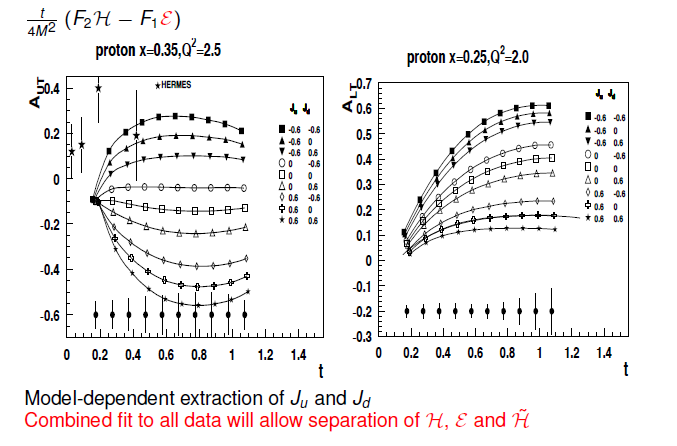 t/4M² (F₂ℋ − F₁ℰ)
proton x=0.35,Q²=2.5
proton x=0.25,Q²=2.0
A_UT
★HERMES
J_u J_d
-0.6 -0.6
-0.6 0
-0.6 0.6
0 -0.6
0 0
0 0.6
0.6 -0.6
0.6 0
0.6 0.6
0.4
0.2
0
-0.2
-0.4
-0.6
0 0.2 0.4 0.6 0.8 1 1.2 1.4
t
A_LT
J_u J_d
-0.6 -0.6
-0.6 0
-0.6 0.6
0 -0.6
0 0
0 0.6
0.6 -0.6
0.6 0
0.6 0.6
0.7
0.6
0.5
0.4
0.3
0.2
0.1
0
-0.1
-0.2
-0.3
0 0.2 0.4 0.6 0.8 1 1.2 1.4
t
Model-dependent extraction of J_u and J_d
Combined fit to all data will allow separation of ℋ, ℰ and ℋ̃